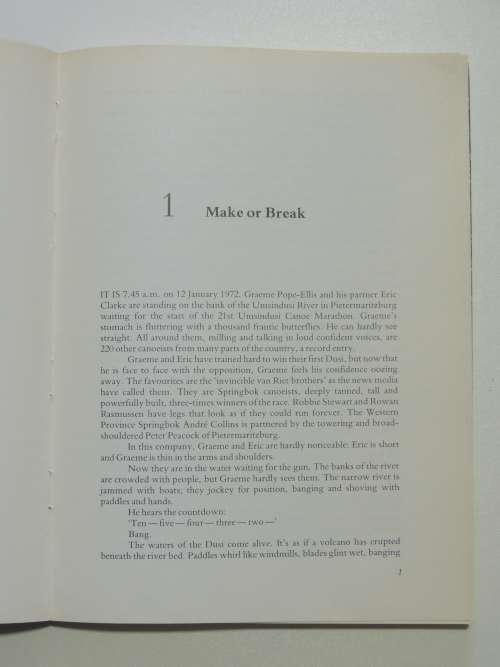 1 Make or Break
IT IS 7.45 a.m. on 12 January 1972. Graeme Pope-Ellis and his partner Eric
Clarke are standing on the bank of the Umsindusi River in Pietermaritzburg
waiting for the start of the 21st Umsindusi Canoe Marathon. Graeme's
stomach is fluttering with a thousand frantic butterflies. He can hardly see
straight. All around them, milling and talking in loud confident voices, are
220 other canoeists from many parts of the country, a record entry.
Graeme and Eric have trained hard to win their first Dusi, but now that
he is face to face with the opposition, Graeme feels his confidence oozing
away. The favourites are the 'invincible van Riet brothers' as the news media
have called them. They are Springbok canoeists, deeply tanned, tall and
powerfully built, three-times winners of the race. Robbie Stewart and Rowan
Rasmussen have legs that look as if they could run forever. The Western
Province Springbok André Collins is partnered by the towering and broad-
shouldered Peter Peacock of Pietermaritzburg.
In this company, Graeme and Eric are hardly noticeable: Eric is short
and Graeme is thin in the arms and shoulders.
Now they are in the water waiting for the gun. The banks of the river
are crowded with people, but Graeme hardly sees them. The narrow river is
jammed with boats; they jockey for position, banging and shoving with
paddles and hands.
He hears the countdown:
'Ten — five — four — three — two —'
Bang.
The waters of the Dusi come alive. It's as if a volcano has erupted
beneath the river bed. Paddles whirl like windmills, blades glint wet, banging
1